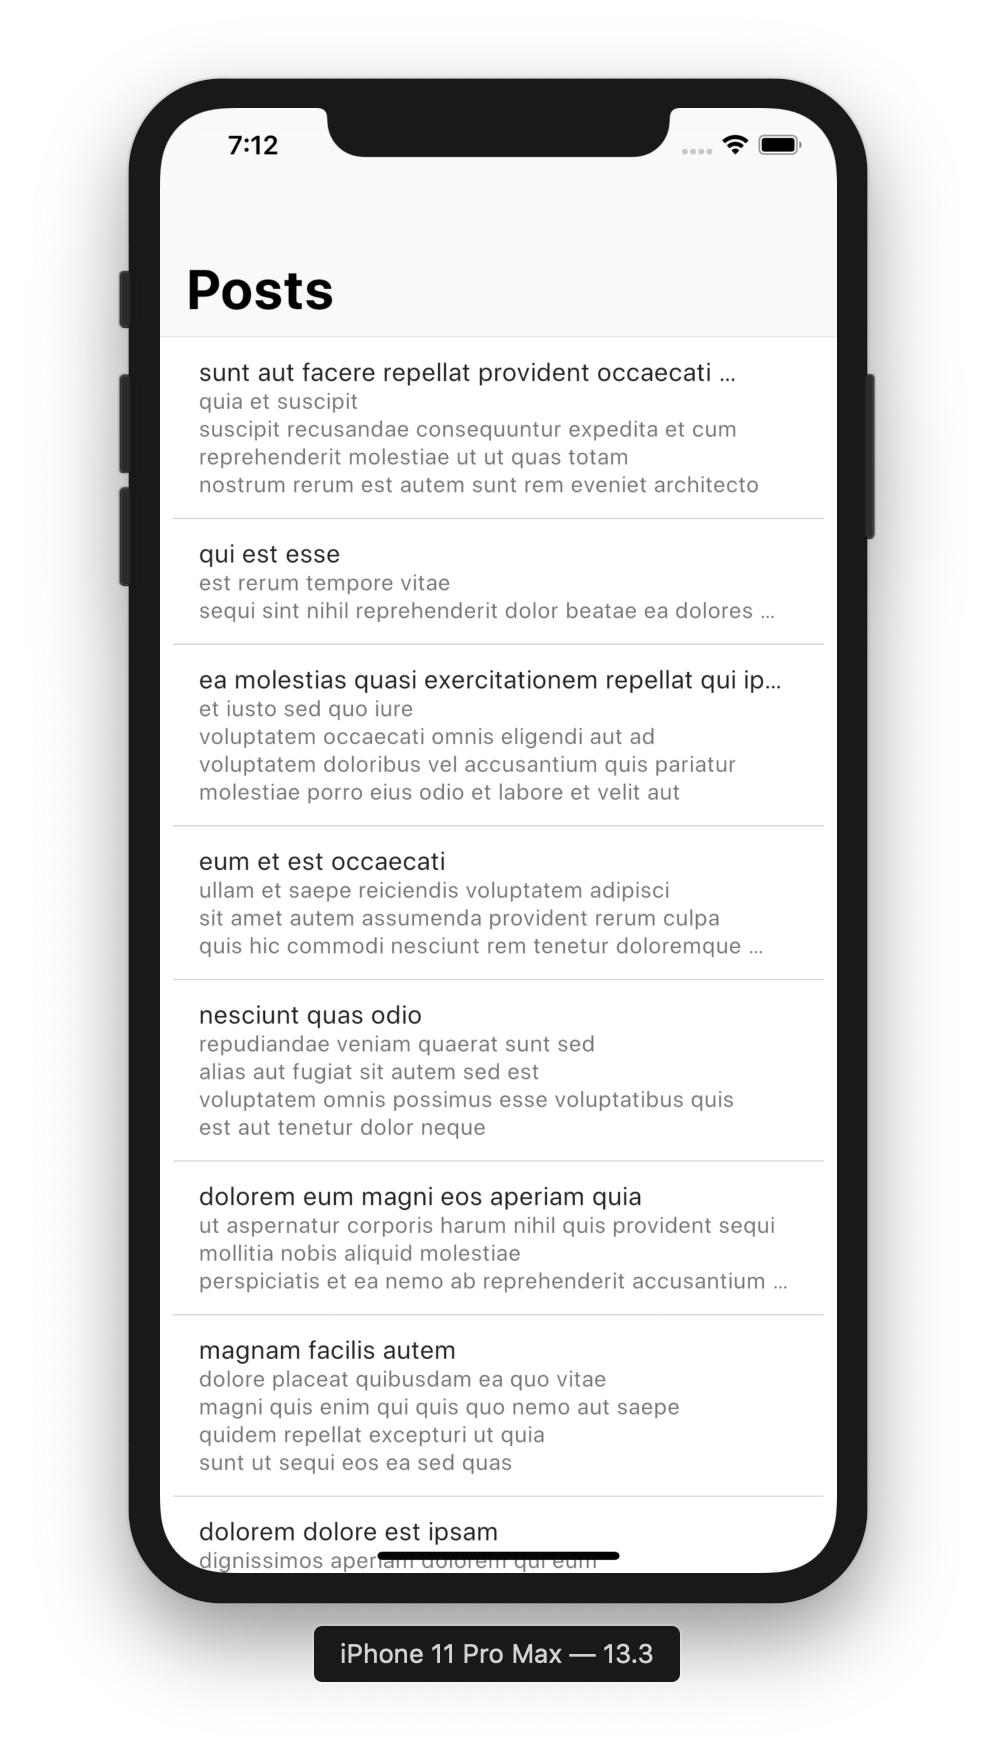 7:12
Posts
sunt aut facere repellat provident occaecati ...
quia et suscipit
suscipit recusandae consequuntur expedita et cum
reprehenderit molestiae ut ut quas totam
nostrum rerum est autem sunt rem eveniet architecto
qui est esse
est rerum tempore vitae
sequi sint nihil reprehenderit dolor beatae ea dolores ...
ea molestias quasi exercitationem repellat qui ip...
et iusto sed quo iure
voluptatem occaecati omnis eligendi aut ad
voluptatem doloribus vel accusantium quis pariatur
molestiae porro eius odio et labore et velit aut
eum et est occaecati
ullam et saepe reiciendis voluptatem adipisci
sit amet autem assumenda provident rerum culpa
quis hic commodi nesciunt rem tenetur doloremque ...
nesciunt quas odio
repudiandae veniam quaerat sunt sed
alias aut fugiat sit autem sed est
voluptatem omnis possimus esse voluptatibus quis
est aut tenetur dolor neque
dolorem eum magni eos aperiam quia
ut aspernatur corporis harum nihil quis provident sequi
mollitia nobis aliquid molestiae
perspiciatis et ea nemo ab reprehenderit accusantium ...
magnam facilis autem
dolore placeat quibusdam ea quo vitae
magni quis enim qui quis quo nemo aut saepe
quidem repellat excepturi ut quia
sunt ut sequi eos ea sed quas
dolorem dolore est ipsam
dignissimos aperiam dolorem qui eum
iPhone 11 Pro Max — 13.3